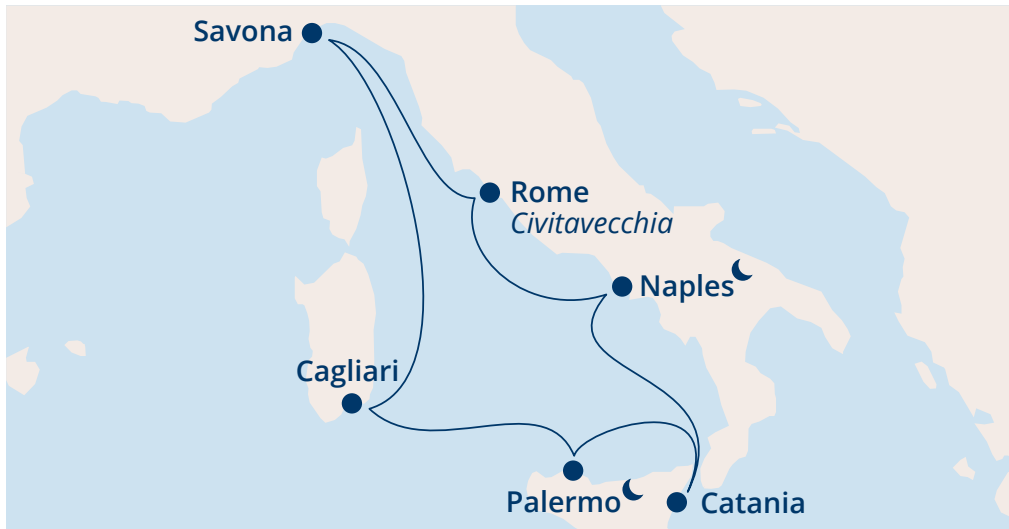 Savona
Rome
Civitavecchia
Naples
Cagliari
Palermo
Catania